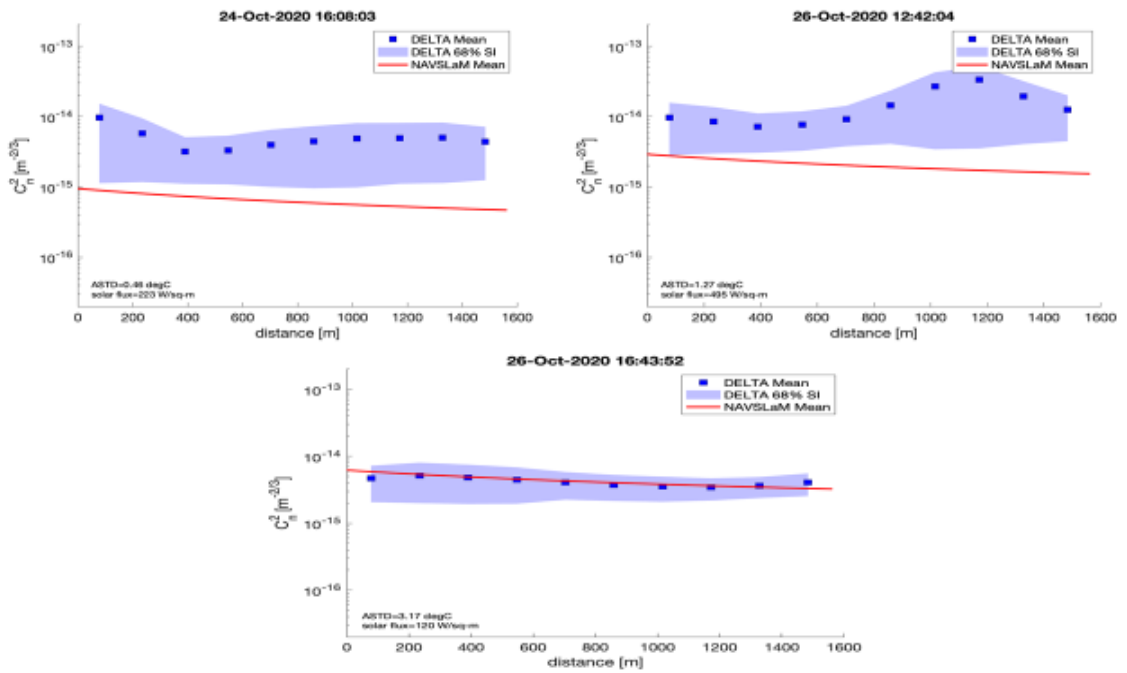 24-Oct-2020 16:08:03
DELTA Mean
DELTA 68% SI
NAVSLaM Mean
10^-13
10^-14
10^-15
10^-16
C_n^2 [m^-2/3]
ASTD=0.46 degC
solar flux=223 W/sq-m
0 200 400 600 800 1000 1200 1400 1600
distance [m]
26-Oct-2020 12:42:04
DELTA Mean
DELTA 68% SI
NAVSLaM Mean
10^-13
10^-14
10^-15
10^-16
C_n^2 [m^-2/3]
ASTD=1.27 degC
solar flux=495 W/sq-m
0 200 400 600 800 1000 1200 1400 1600
distance [m]
26-Oct-2020 16:43:52
DELTA Mean
DELTA 68% SI
NAVSLaM Mean
10^-13
10^-14
10^-15
10^-16
C_n^2 [m^-2/3]
ASTD=3.17 degC
solar flux=120 W/sq-m
0 200 400 600 800 1000 1200 1400 1600
distance [m]